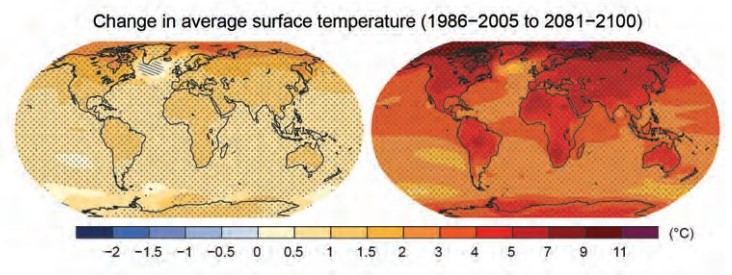 Change in average surface temperature (1986−2005 to 2081−2100)
(°C)
−2 −1.5 −1 −0.5 0 0.5 1 1.5 2 3 4 5 7 9 11